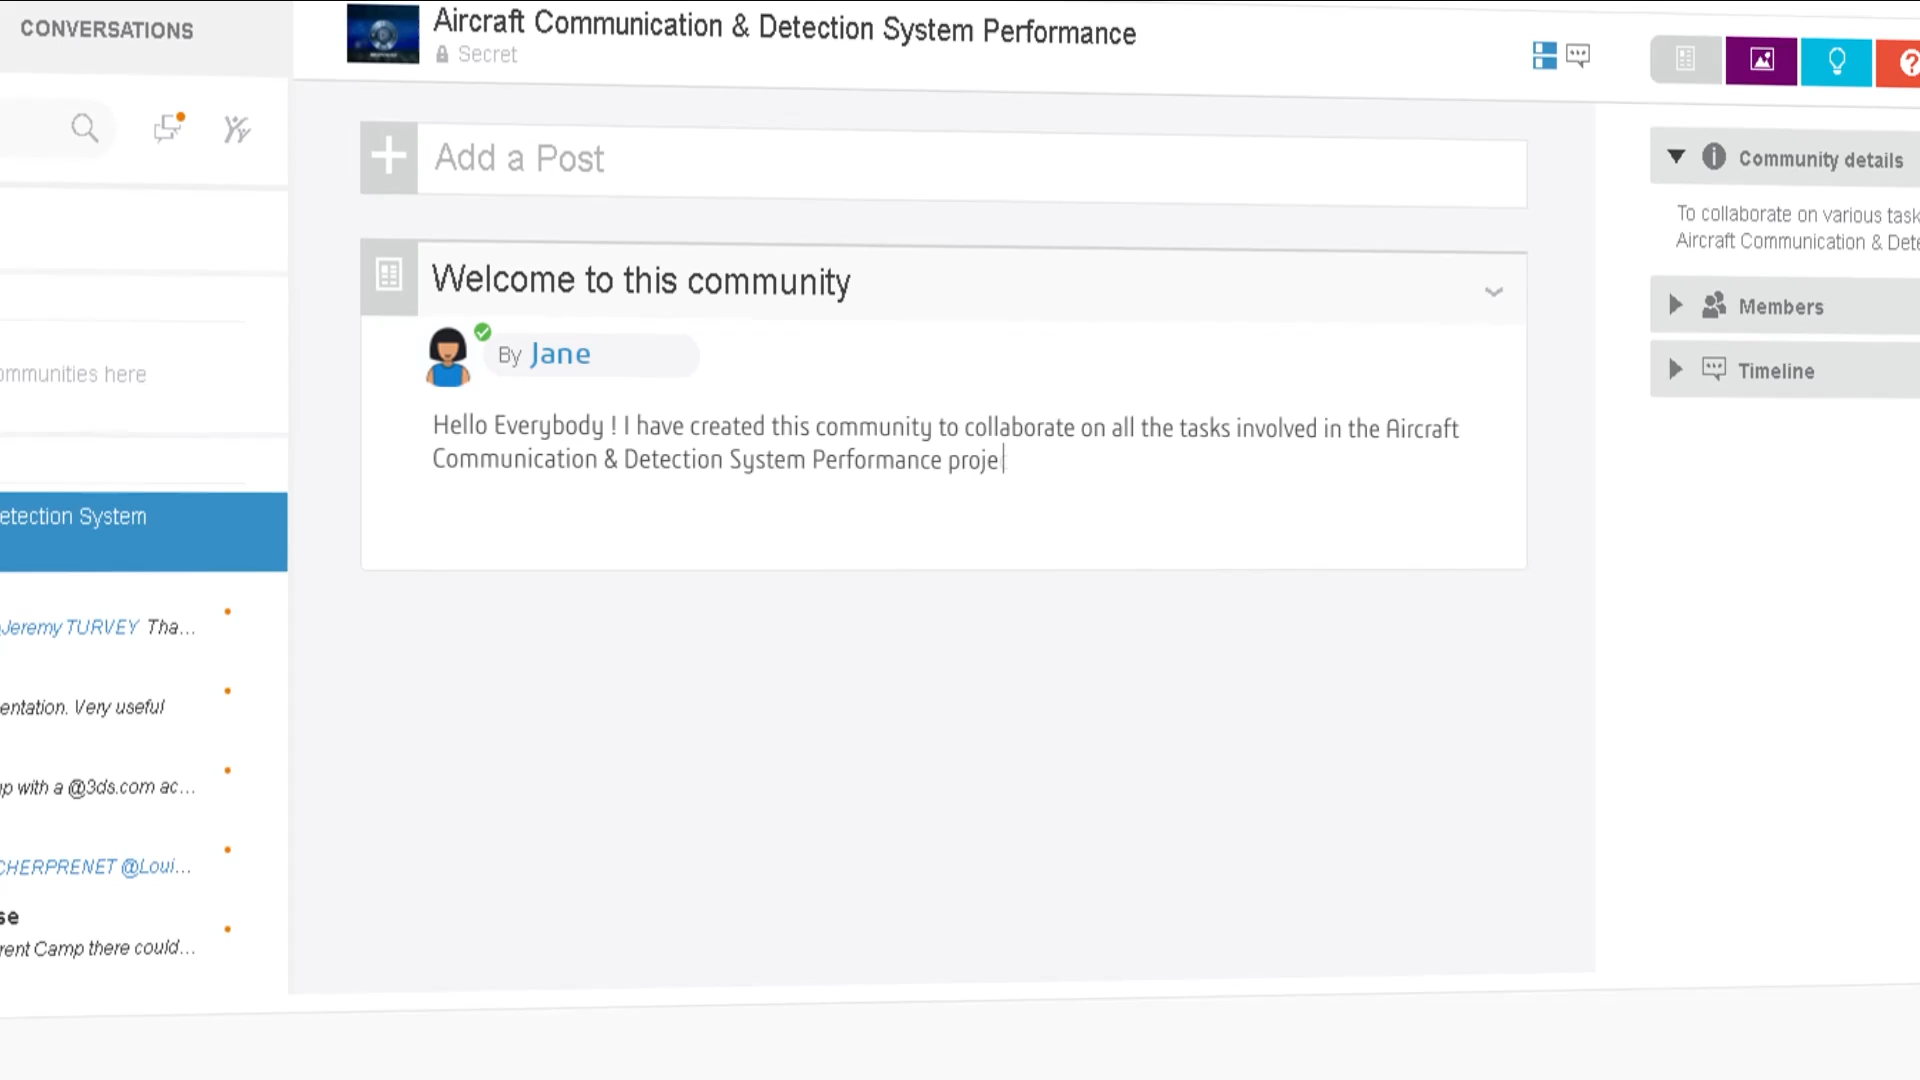 CONVERSATIONS
Aircraft Communication & Detection System Performance
Secret
Add a Post
Welcome to this community
By Jane
Hello Everybody ! I have created this community to collaborate on all the tasks involved in the Aircraft
Communication & Detection System Performance proje
ommunities here
etection System
Jeremy TURVEY Tha...
entation. Very useful
p with a @3ds.com ac...
CHERPRENET @Loui...
se
rent Camp there could...
Community details
To collaborate on various task
Aircraft Communication & Dete
Members
Timeline